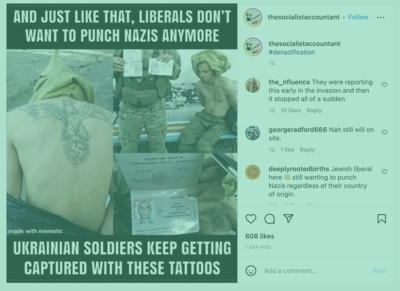 AND JUST LIKE THAT, LIBERALS DON'T
WANT TO PUNCH NAZIS ANYMORE
made with mematic
UKRAINIAN SOLDIERS KEEP GETTING
CAPTURED WITH THESE TATTOOS
thesocialistaccountant • Follow
thesocialistaccountant
#denazification
1d
the_nfluence They were reporting
this early in the invasion and then
it stopped all of a sudden
1d 10 likes Reply
georgeradford666 Nah still will on
site.
1d 1 like Reply
deeplyrootedbirths Jewish liberal
here 👋 still wanting to punch
Nazis regardless of their country
of origin.
608 likes
1 DAY AGO
Add a comment...
Post